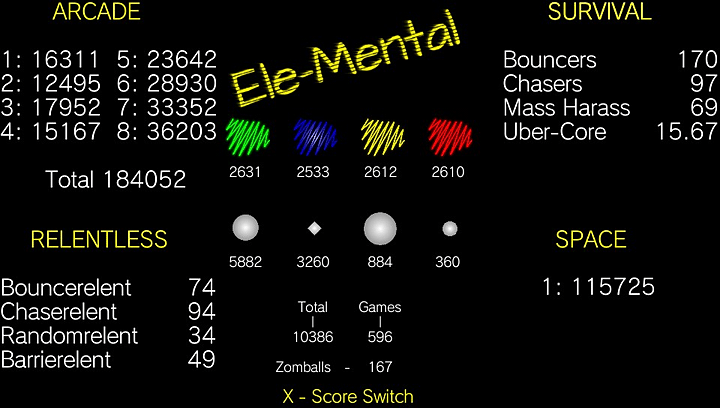 ARCADE
1: 16311 5: 23642
2: 12495 6: 28930
3: 17952 7: 33352
4: 15167 8: 36203
Total 184052
Ele-Mental
SURVIVAL
Bouncers 170
Chasers 97
Mass Harass 69
Uber-Core 15.67
2631 2533 2612 2610
5882 3260 884 360
RELENTLESS
Bouncerelent 74
Chaserelent 94
Randomrelent 34
Barrierelent 49
Total Games
10386 596
Zomballs - 167
SPACE
1: 115725
X - Score Switch